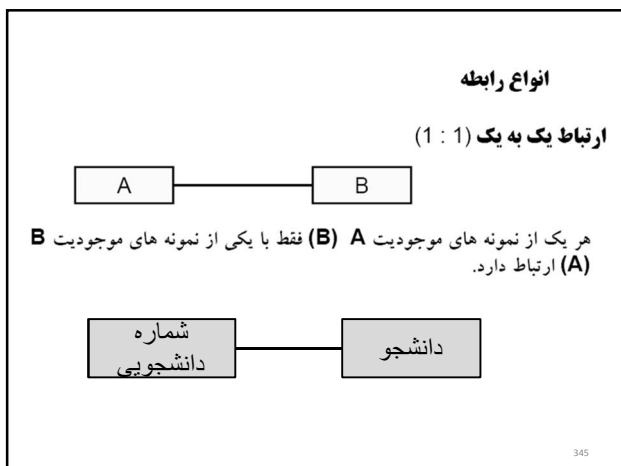 انواع رابطه
ارتباط یک به یک (1 : 1)
A
B
هر یک از نمونه های موجودیت A (B) فقط با یکی از نمونه های موجودیت B
(A) ارتباط دارد.
شماره
دانشجویی
دانشجو
345